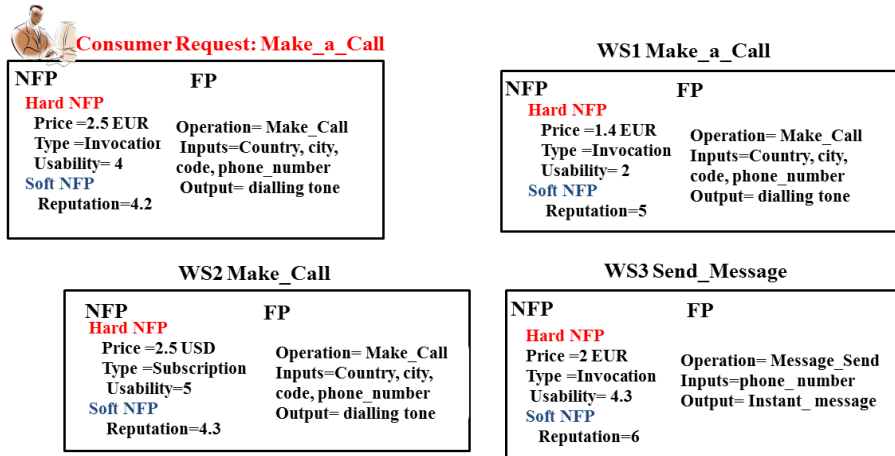 Consumer Request: Make_a_Call
NFP
FP
Hard NFP
Price =2.5 EUR
Type =Invocation
Usability= 4
Soft NFP
Reputation=4.2
Operation= Make_Call
Inputs=Country, city,
code, phone_number
Output= dialling tone
WS1 Make_a_Call
NFP
FP
Hard NFP
Price =1.4 EUR
Type =Invocation
Usability= 2
Soft NFP
Reputation=5
Operation= Make_Call
Inputs=Country, city,
code, phone_number
Output= dialling tone
WS2 Make_Call
NFP
FP
Hard NFP
Price =2.5 USD
Type =Subscription
Usability=5
Soft NFP
Reputation=4.3
Operation= Make_Call
Inputs=Country, city,
code, phone_number
Output= dialling tone
WS3 Send_Message
NFP
FP
Hard NFP
Price =2 EUR
Type =Invocation
Usability= 4.3
Soft NFP
Reputation=6
Operation= Message_Send
Inputs=phone_ number
Output= Instant_ message